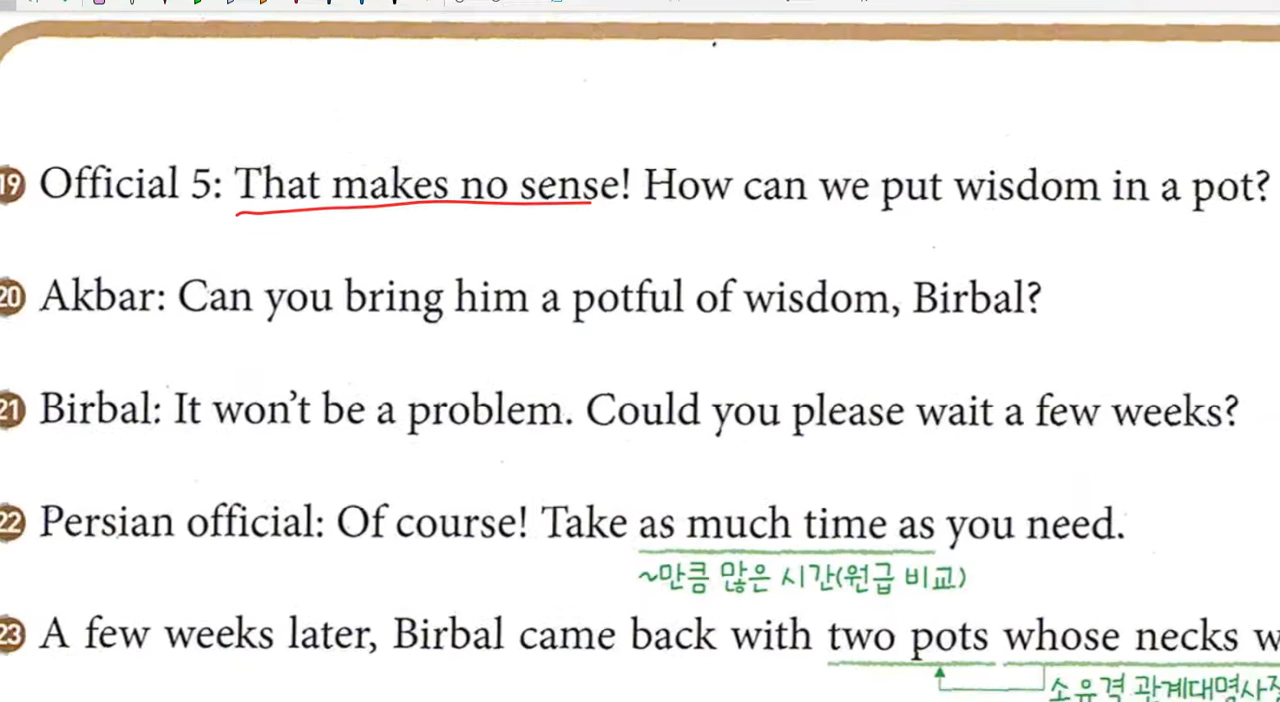 19 Official 5: That makes no sense! How can we put wisdom in a pot?
20 Akbar: Can you bring him a potful of wisdom, Birbal?
21 Birbal: It won't be a problem. Could you please wait a few weeks?
22 Persian official: Of course! Take as much time as you need.
~만큼 많은 시간(원급 비교)
23 A few weeks later, Birbal came back with two pots whose necks
소유격 관계대명사